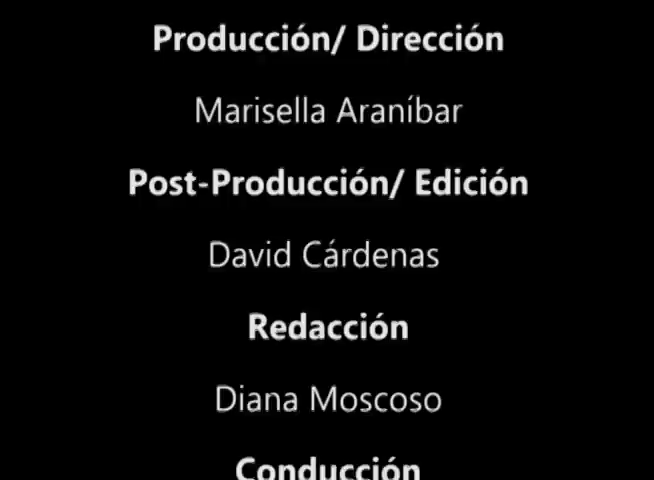 Producción/ Dirección
Marisella Araníbar
Post-Producción/ Edición
David Cárdenas
Redacción
Diana Moscoso
Conducción